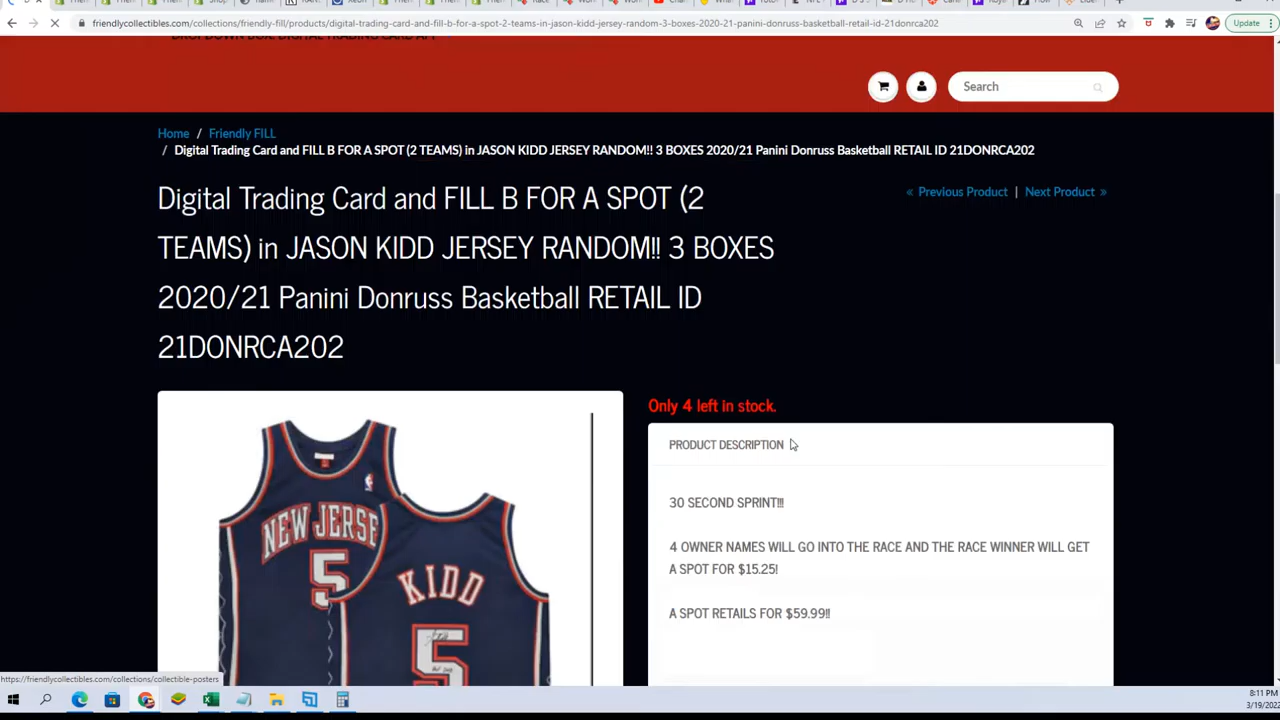 friendlycollectibles.com/collections/friendly-fill/products/digital-trading-card-and-fill-b-for-a-spot-2-teams-in-jason-kidd-jersey-random-3-boxes-2020-21-panini-donruss-basketball-retail-id-21donrca202
Update
Search
Home / Friendly FILL
/ Digital Trading Card and FILL B FOR A SPOT (2 TEAMS) in JASON KIDD JERSEY RANDOM!! 3 BOXES 2020/21 Panini Donruss Basketball RETAIL ID 21DONRCA202
Digital Trading Card and FILL B FOR A SPOT (2
TEAMS) in JASON KIDD JERSEY RANDOM!! 3 BOXES
2020/21 Panini Donruss Basketball RETAIL ID
21DONRCA202
« Previous Product | Next Product »
Only 4 left in stock.
PRODUCT DESCRIPTION
30 SECOND SPRINT!!!
4 OWNER NAMES WILL GO INTO THE RACE AND THE RACE WINNER WILL GET
A SPOT FOR $15.25!
A SPOT RETAILS FOR $59.99!!
NEW JERSE
5
KIDD
5
https://friendlycollectibles.com/collections/collectible-posters
8:11 PM
3/19/202